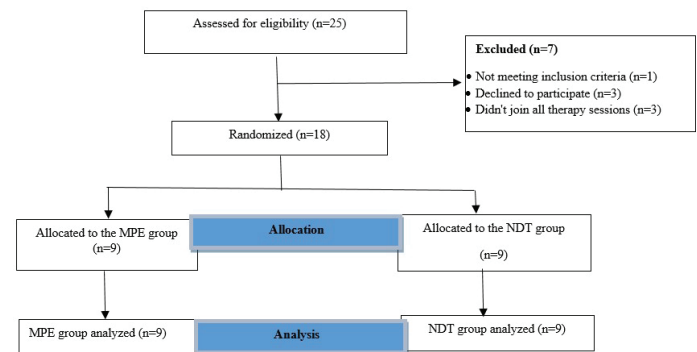 Assessed for eligibility (n=25)
Excluded (n=7)
• Not meeting inclusion criteria (n=1)
• Declined to participate (n=3)
• Didn't join all therapy sessions (n=3)
Randomized (n=18)
Allocated to the MPE group
(n=9)
Allocation
Allocated to the NDT group
(n=9)
MPE group analyzed (n=9)
Analysis
NDT group analyzed (n=9)